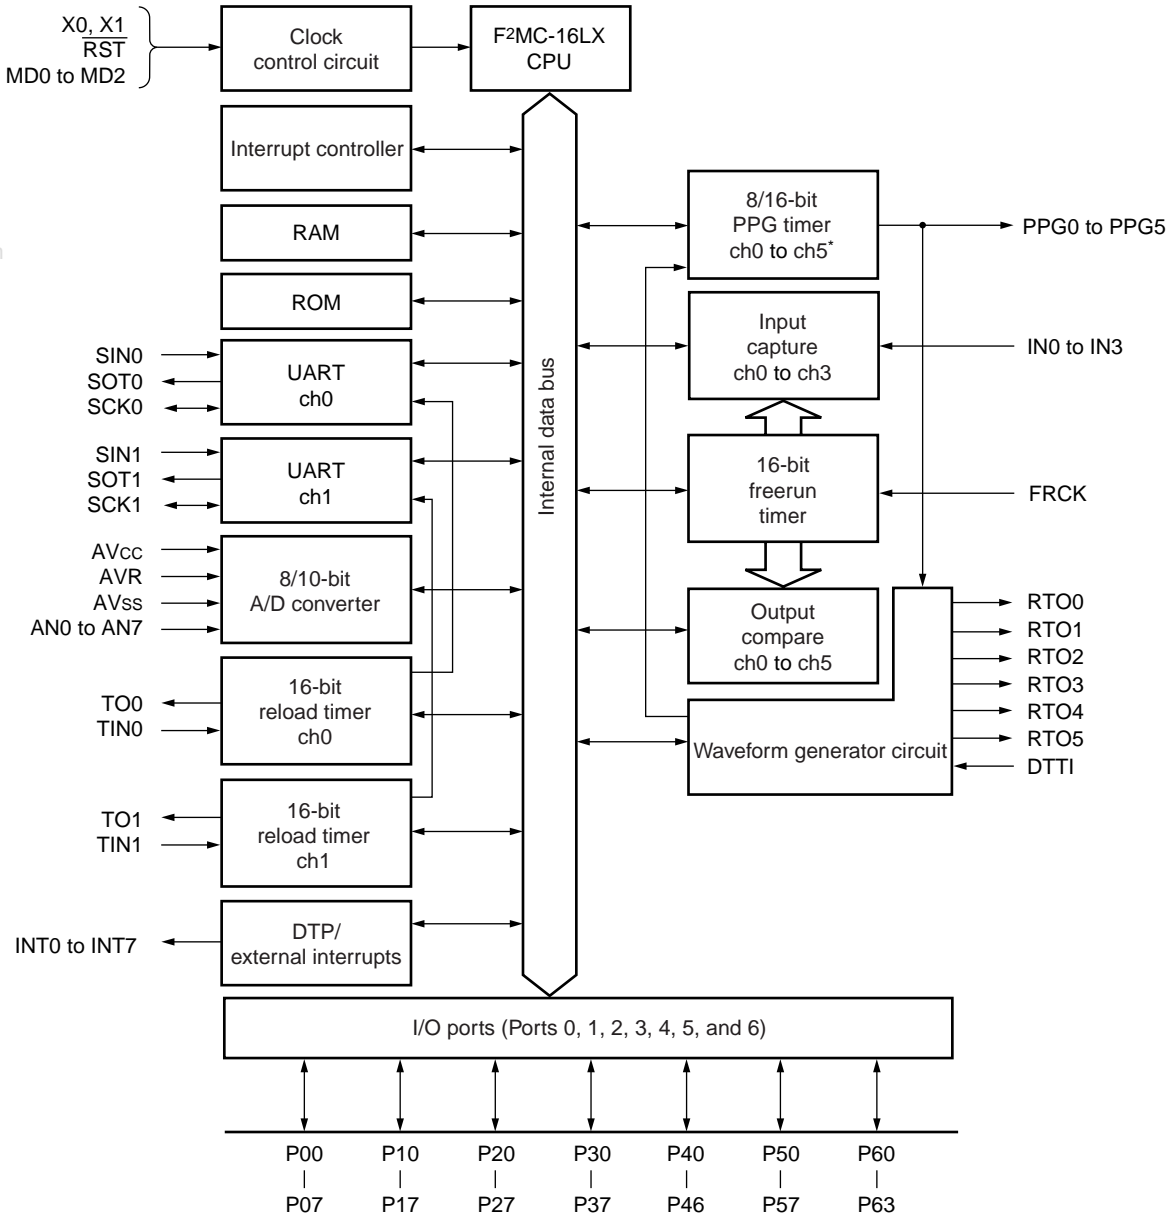 X0, X1
RST
MD0 to MD2
Clock
control circuit
F2MC-16LX
CPU
Interrupt controller
RAM
ROM
SIN0
SOT0
SCK0
UART
ch0
SIN1
SOT1
SCK1
UART
ch1
AVCC
AVR
AVSS
AN0 to AN7
8/10-bit
A/D converter
TO0
TIN0
16-bit
reload timer
ch0
TO1
TIN1
16-bit
reload timer
ch1
INT0 to INT7
DTP/
external interrupts
Internal data bus
8/16-bit
PPG timer
ch0 to ch5*
PPG0 to PPG5
Input
capture
ch0 to ch3
IN0 to IN3
16-bit
freerun
timer
FRCK
Output
compare
ch0 to ch5
Waveform generator circuit
RTO0
RTO1
RTO2
RTO3
RTO4
RTO5
DTTI
I/O ports (Ports 0, 1, 2, 3, 4, 5, and 6)
P00 P10 P20 P30 P40 P50 P60
P07 P17 P27 P37 P46 P57 P63